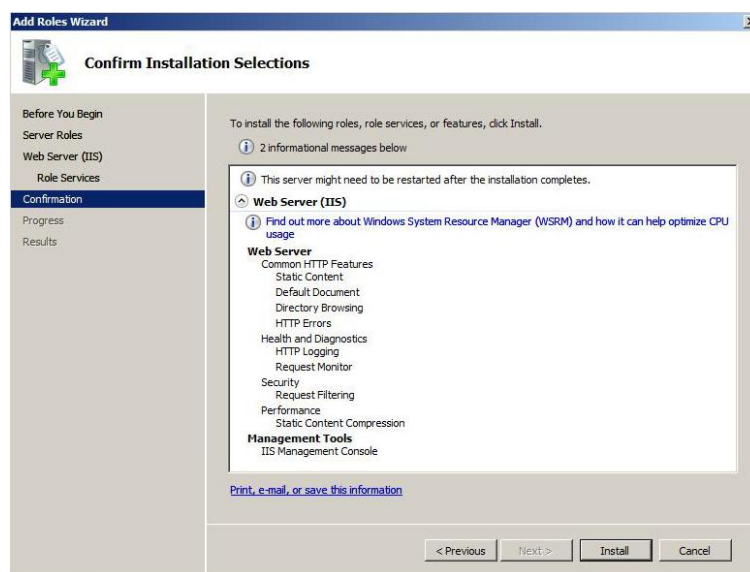 Add Roles Wizard
Confirm Installation Selections
Before You Begin
Server Roles
Web Server (IIS)
Role Services
Confirmation
Progress
Results
To install the following roles, role services, or features, click Install.
2 informational messages below
This server might need to be restarted after the installation completes.
Web Server (IIS)
Find out more about Windows System Resource Manager (WSRM) and how it can help optimize CPU
usage
Web Server
Common HTTP Features
Static Content
Default Document
Directory Browsing
HTTP Errors
Health and Diagnostics
HTTP Logging
Request Monitor
Security
Request Filtering
Performance
Static Content Compression
Management Tools
IIS Management Console
Print, e-mail, or save this information
< Previous Next > Install Cancel